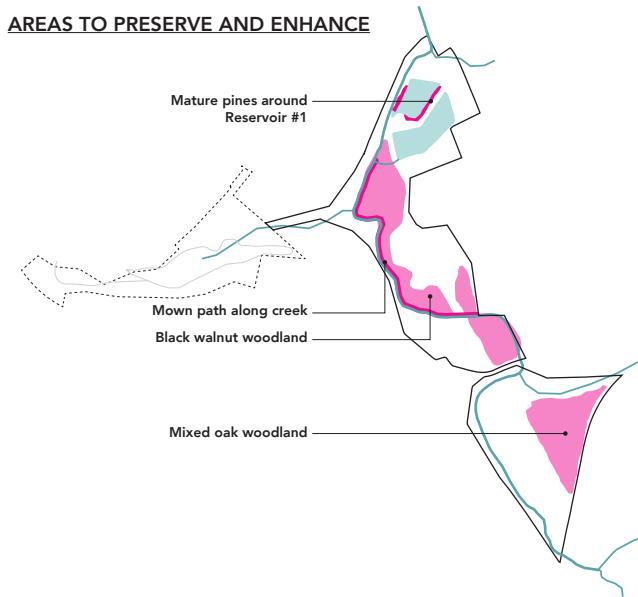 AREAS TO PRESERVE AND ENHANCE
Mature pines around
Reservoir #1
Mown path along creek
Black walnut woodland
Mixed oak woodland